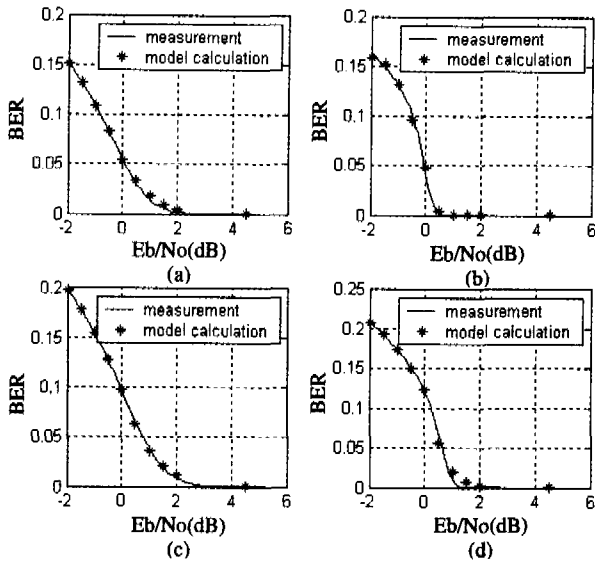 0.2
measurement
model calculation
0.15
0.1
0.05
0
BER
-2 0 2 4 6
Eb/No(dB)
(a)
0.2
measurement
model calculation
0.15
0.1
0.05
0
BER
-2 0 2 4 6
Eb/No(dB)
(b)
0.2
measurement
model calculation
0.15
0.1
0.05
0
BER
-2 0 2 4 6
Eb/No(dB)
(c)
0.25
measurement
model calculation
0.2
0.15
0.1
0.05
0
BER
-2 0 2 4 6
Eb/No(dB)
(d)